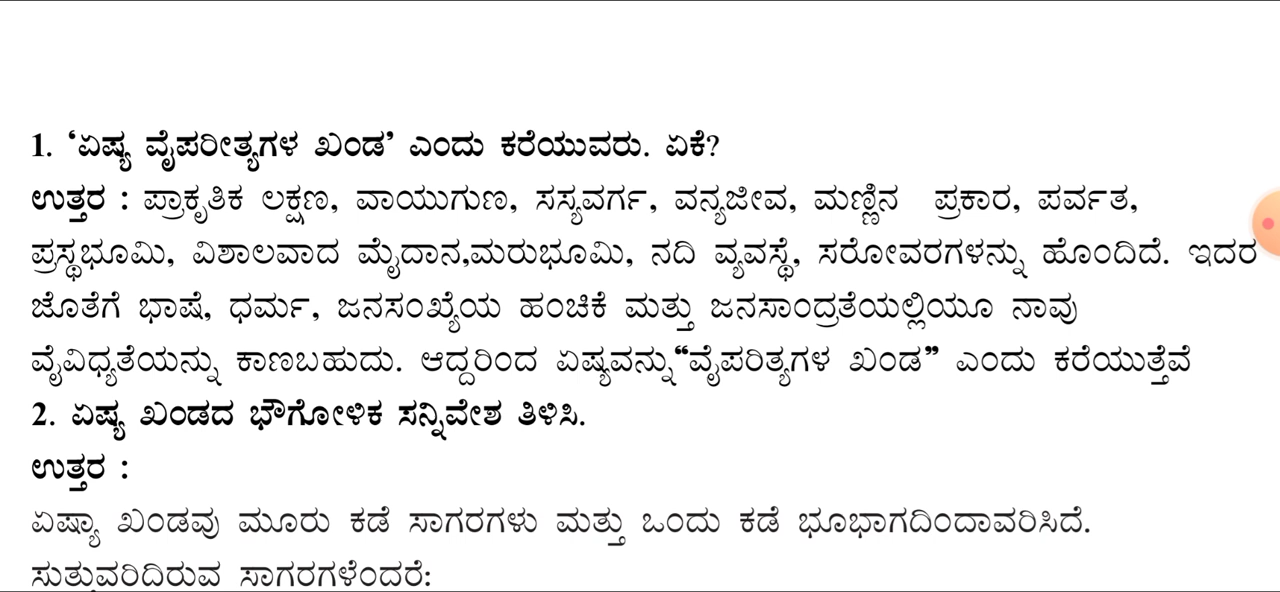 1. ‘ಏಷ್ಯ ವೈಪರೀತ್ಯಗಳ ಖಂಡ’ ಎಂದು ಕರೆಯುವರು. ಏಕೆ?
ಉತ್ತರ : ಪ್ರಾಕೃತಿಕ ಲಕ್ಷಣ, ವಾಯುಗುಣ, ಸಸ್ಯವರ್ಗ, ವನ್ಯಜೀವ, ಮಣ್ಣಿನ ಪ್ರಕಾರ, ಪರ್ವತ,
ಪ್ರಸ್ಥಭೂಮಿ, ವಿಶಾಲವಾದ ಮೈದಾನ,ಮರುಭೂಮಿ, ನದಿ ವ್ಯವಸ್ಥೆ, ಸರೋವರಗಳನ್ನು ಹೊಂದಿದೆ. ಇದರ
ಜೊತೆಗೆ ಭಾಷೆ, ಧರ್ಮ, ಜನಸಂಖ್ಯೆಯ ಹಂಚಿಕೆ ಮತ್ತು ಜನಸಾಂದ್ರತೆಯಲ್ಲಿಯೂ ನಾವು
ವೈವಿಧ್ಯತೆಯನ್ನು ಕಾಣಬಹುದು. ಆದ್ದರಿಂದ ಏಷ್ಯವನ್ನು“ವೈಪರಿತ್ಯಗಳ ಖಂಡ” ಎಂದು ಕರೆಯುತ್ತೆವೆ
2. ಏಷ್ಯ ಖಂಡದ ಭೌಗೋಳಿಕ ಸನ್ನಿವೇಶ ತಿಳಿಸಿ.
ಉತ್ತರ :
ಏಷ್ಯಾ ಖಂಡವು ಮೂರು ಕಡೆ ಸಾಗರಗಳು ಮತ್ತು ಒಂದು ಕಡೆ ಭೂಭಾಗದಿಂದಾವರಿಸಿದೆ.
ಸುತ್ತುವರಿದಿರುವ ಸಾಗರಗಳೆಂದರೆ: